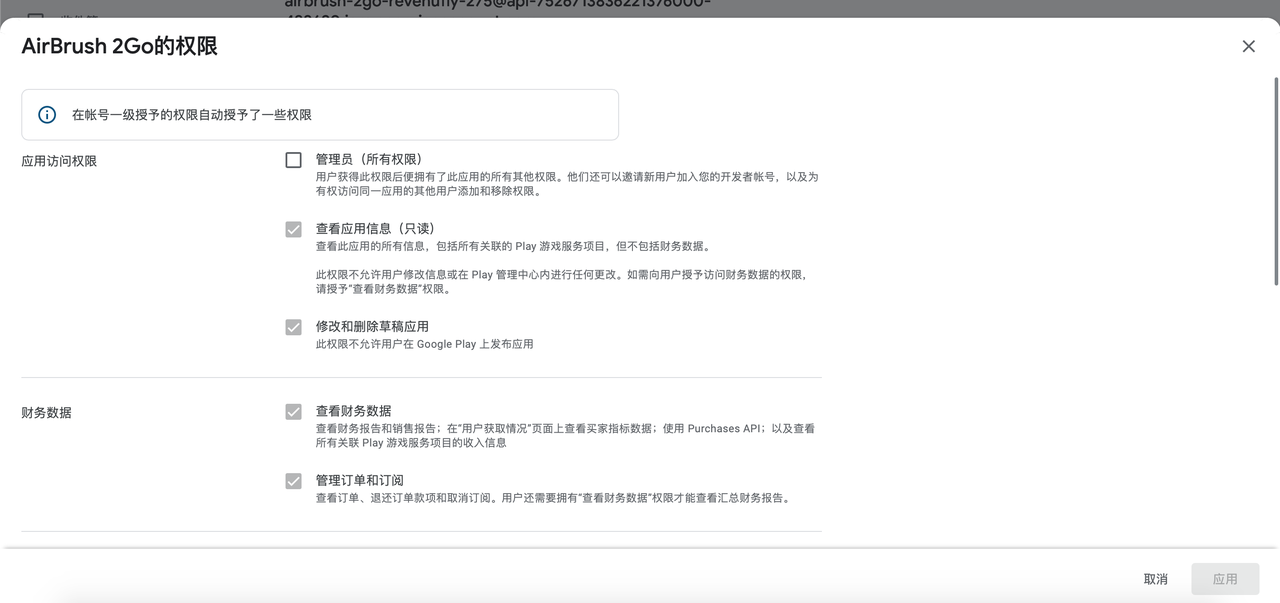 AirBrush 2Go的权限
在帐号一级授予的权限自动授予了一些权限
应用访问权限
管理员（所有权限）
用户获得此权限后便拥有了此应用的所有其他权限。他们还可以邀请新用户加入您的开发者帐号，以及为
有权访问同一应用的其他用户添加和移除权限。
查看应用信息（只读）
查看此应用的所有信息，包括所有关联的 Play 游戏服务项目，但不包括财务数据。
此权限不允许用户修改信息或在 Play 管理中心内进行任何更改。如需向用户授予访问财务数据的权限，
请授予“查看财务数据”权限。
修改和删除草稿应用
此权限不允许用户在 Google Play 上发布应用
财务数据
查看财务数据
查看财务报告和销售报告；在“用户获取情况”页面上查看买家指标数据；使用 Purchases API；以及查看
所有关联 Play 游戏服务项目的收入信息
管理订单和订阅
查看订单、退还订单款项和取消订阅。用户还需要拥有“查看财务数据”权限才能查看汇总财务报告。
取消
应用